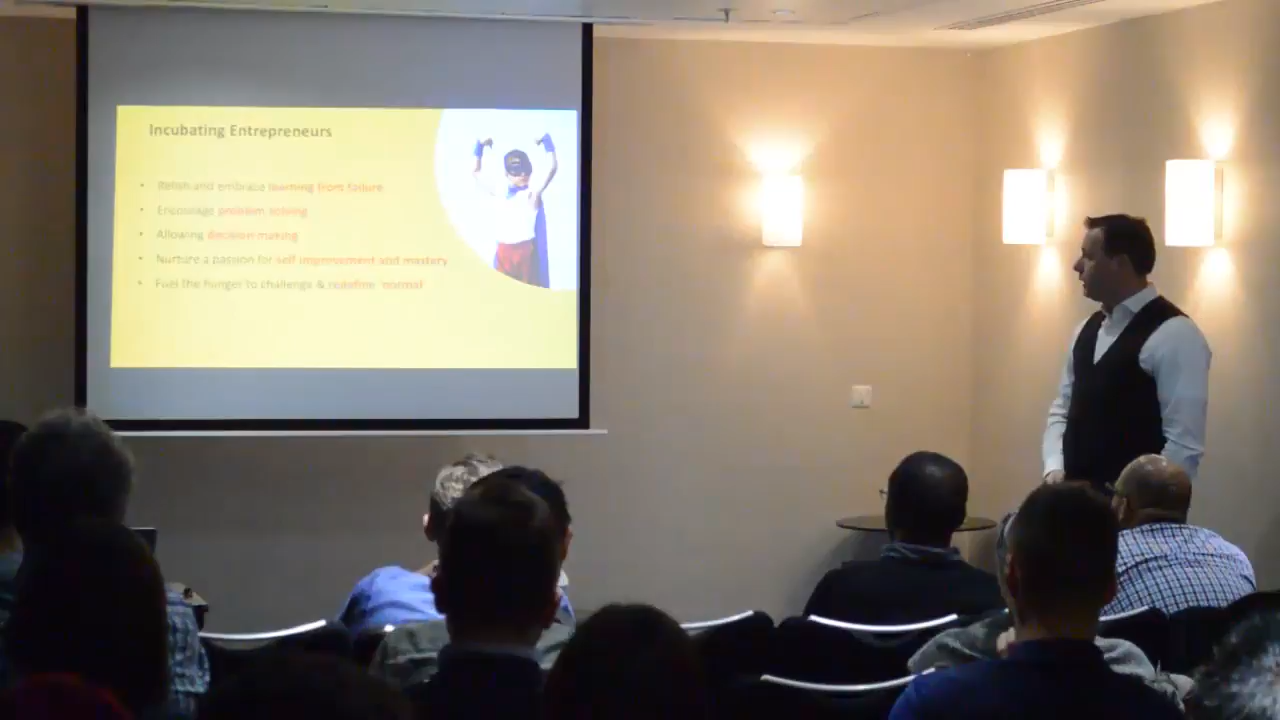 Incubating Entrepreneurs
• Relish and embrace learning from failure
• Encourage problem solving
• Allowing decision making
• Nurture a passion for self improvement and mastery
• Fuel the hunger to challenge & redefine 'normal'